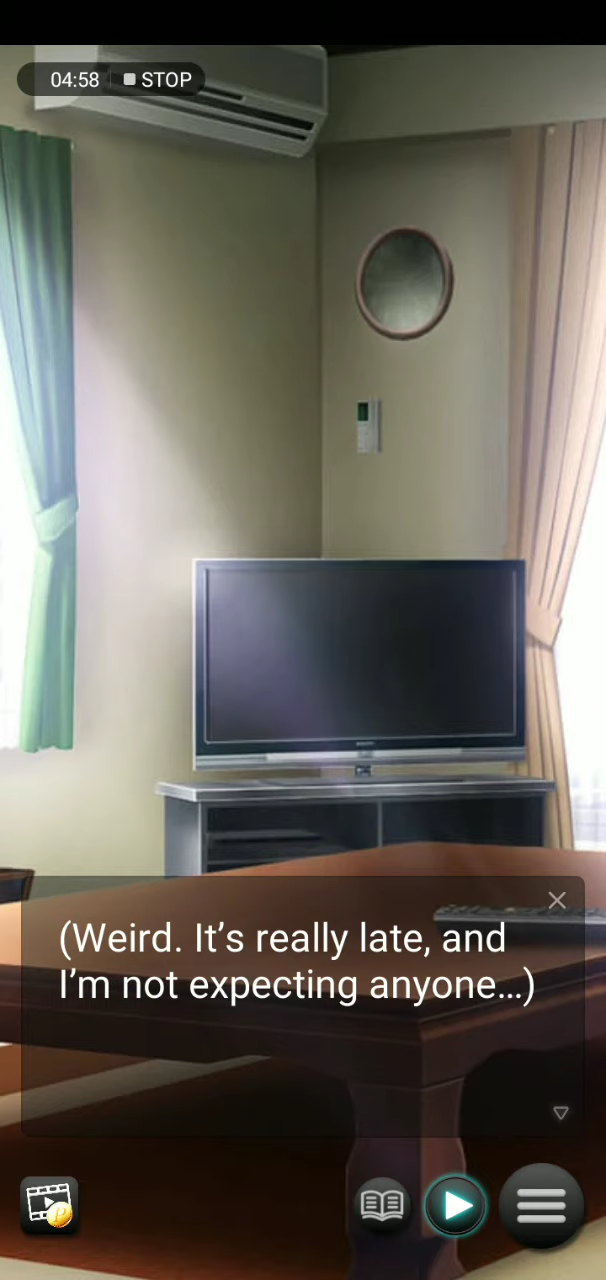 04:58 STOP
(Weird. It’s really late, and
I’m not expecting anyone…)
P